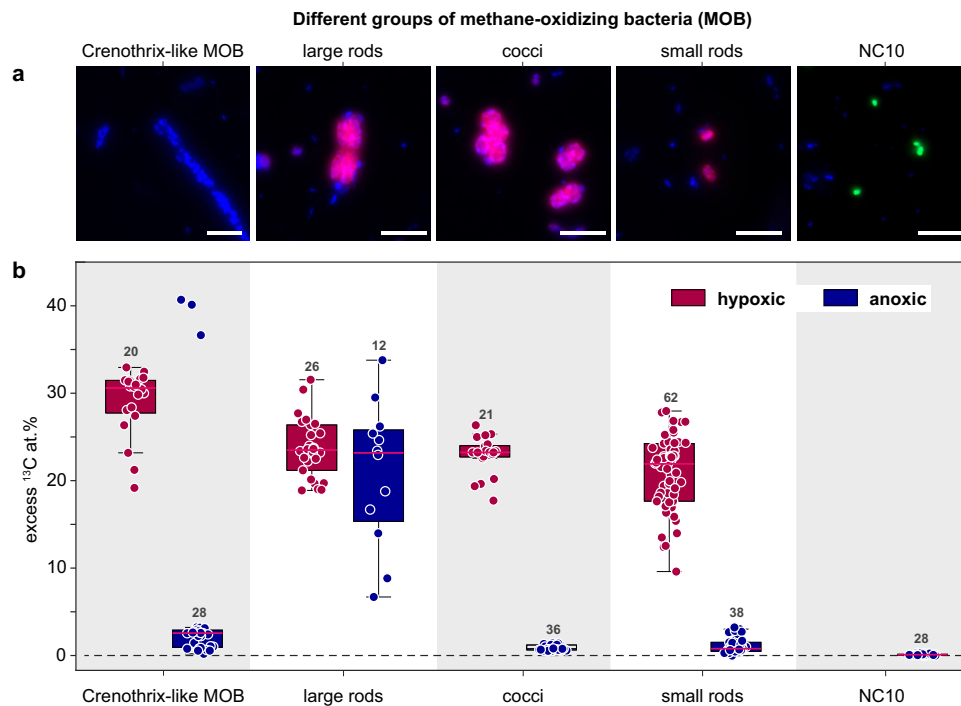 Different groups of methane-oxidizing bacteria (MOB)
Crenothrix-like MOB large rods cocci small rods NC10
a
b
hypoxic anoxic
excess ¹³C at.%
40
30
20
10
0
20
28
26
12
21
36
62
38
28
Crenothrix-like MOB large rods cocci small rods NC10